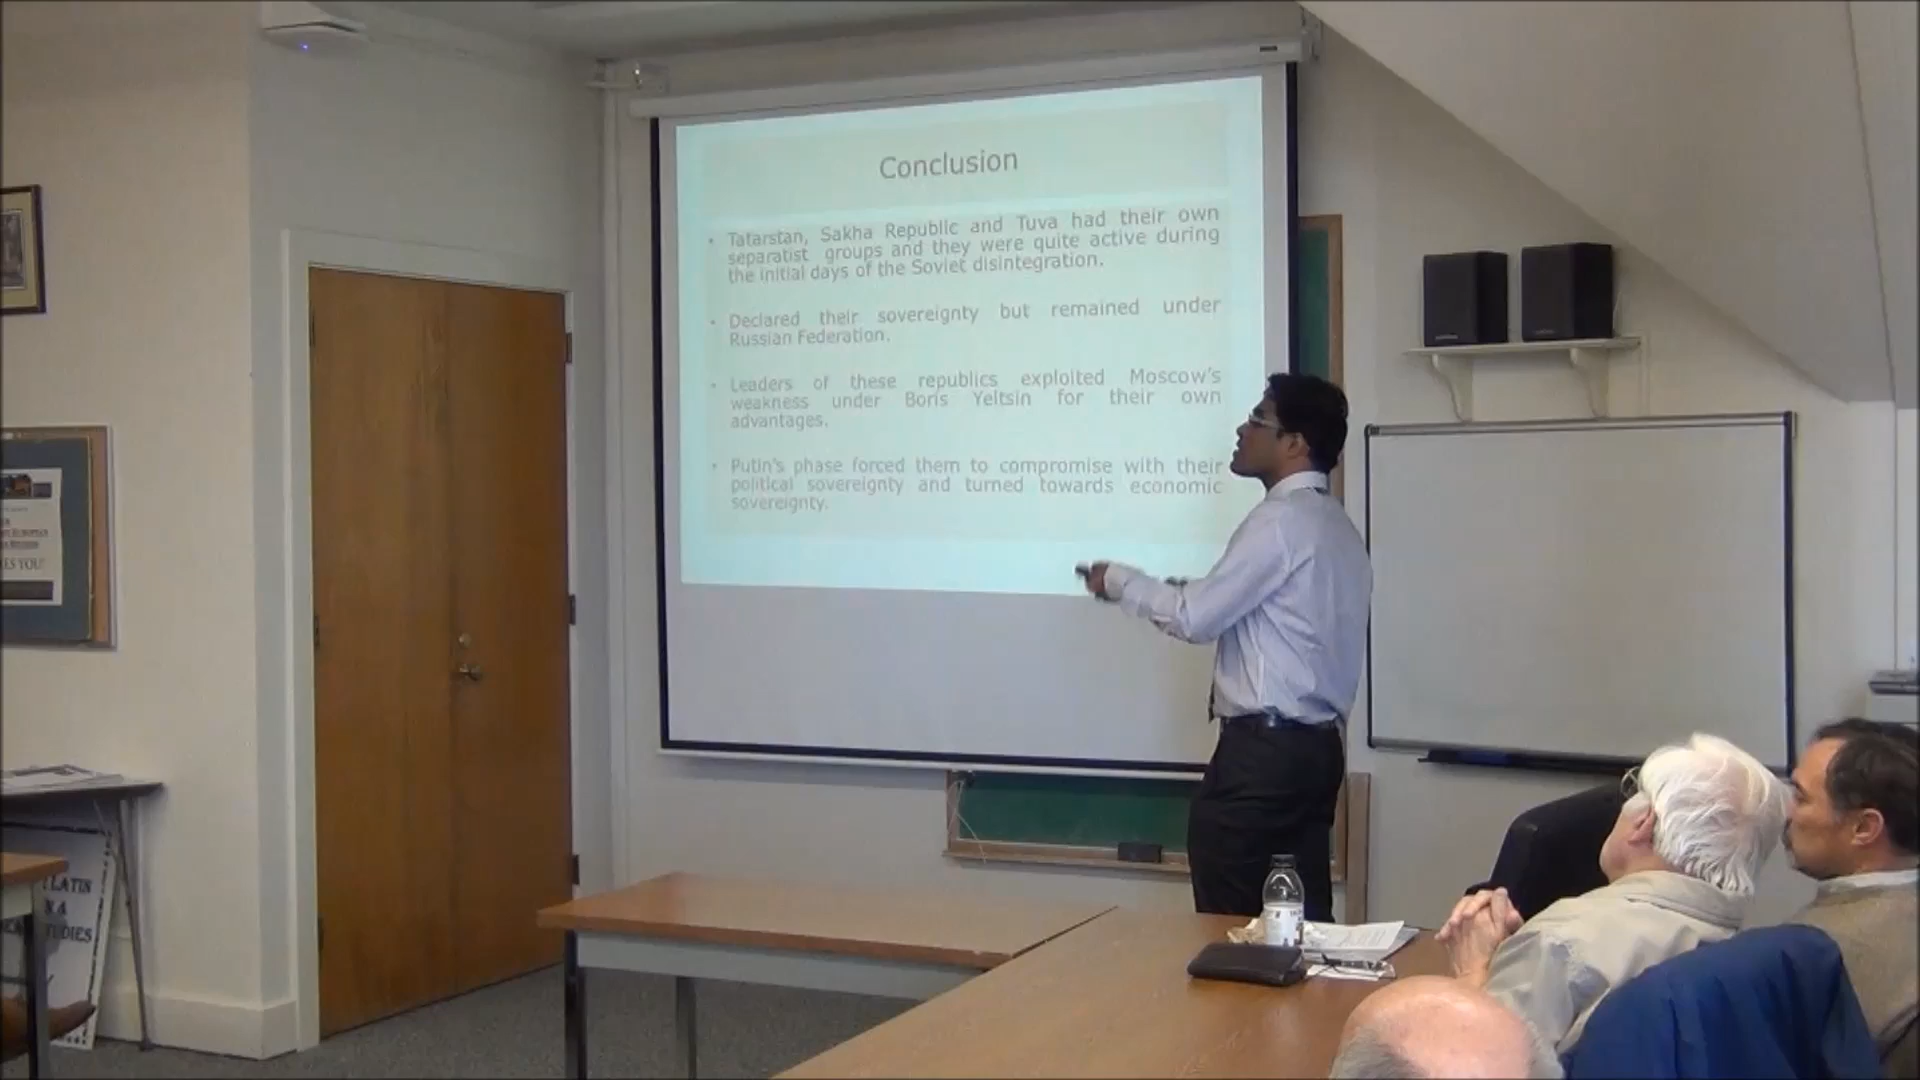 Conclusion
• Tatarstan, Sakha Republic and Tuva had their own
separatist groups and they were quite active during
the initial days of the Soviet disintegration.
• Declared their sovereignty but remained under
Russian Federation.
• Leaders of these republics exploited Moscow's
weakness under Boris Yeltsin for their own
advantages.
• Putin's phase forced them to compromise with their
political sovereignty and turned towards economic
sovereignty.
YOU!
LATIN